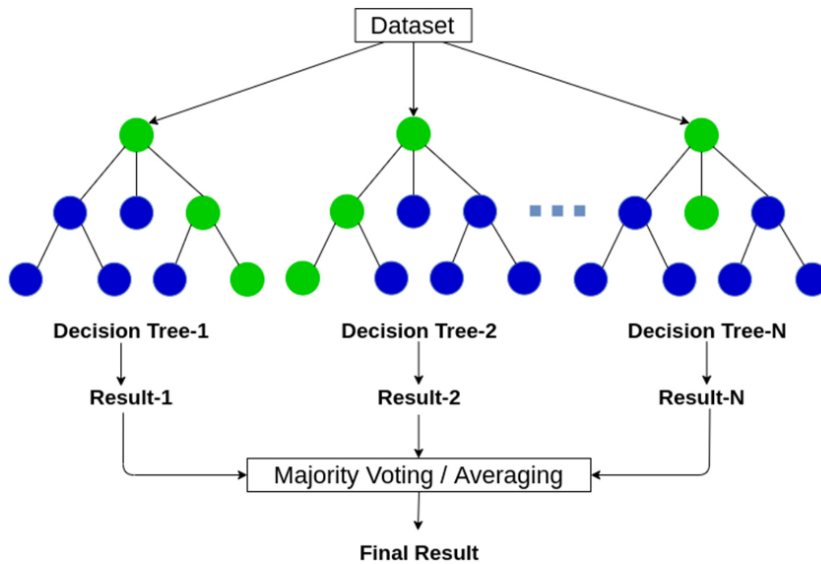 Dataset
Decision Tree-1
Decision Tree-2
Decision Tree-N
Result-1
Result-2
Result-N
Majority Voting / Averaging
Final Result